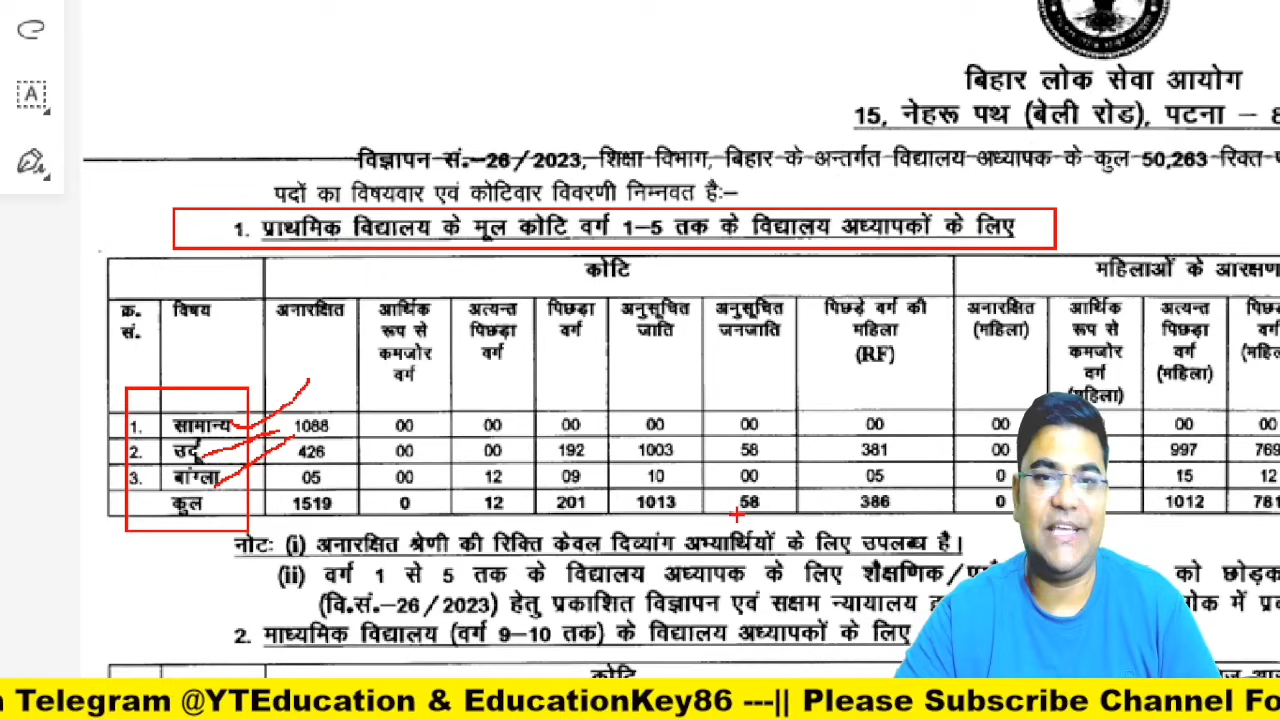 बिहार लोक सेवा आयोग
15, नेहरू पथ (बेली रोड), पटना – 8
विज्ञापन सं.–26/2023, शिक्षा विभाग, बिहार के अन्तर्गत विद्यालय अध्यापक के कुल 50,263 रिक्त
पदों का विषयवार एवं कोटिवार विवरणी निम्नवत है:–
1. प्राथमिक विद्यालय के मूल कोटि वर्ग 1–5 तक के विद्यालय अध्यापकों के लिए
कोटि महिलाओं के आरक्षण
क्र. सं. विषय अनारक्षित आर्थिक रूप से कमजोर वर्ग अत्यन्त पिछड़ा वर्ग पिछड़ा वर्ग अनुसूचित जाति अनुसूचित जनजाति पिछड़े वर्ग की महिला (RF) अनारक्षित (महिला) आर्थिक रूप से कमजोर वर्ग (महिला) अत्यन्त पिछड़ा वर्ग (महिला)
1. सामान्य 1088 00 00 00 00 00 00 00 00 00
2. उर्दू 426 00 00 192 1003 58 381 00 997 769
3. बांग्ला 05 00 12 09 10 00 05 0 15 12
कुल 1519 0 12 201 1013 58 386 0 1012 781
नोटः (i) अनारक्षित श्रेणी की रिक्ति केवल दिव्यांग अभ्यार्थियों के लिए उपलब्ध है।
(ii) वर्ग 1 से 5 तक के विद्यालय अध्यापक के लिए शैक्षणिक/ को छोड़क
(वि.सं.–26/2023) हेतु प्रकाशित विज्ञापन एवं सक्षम न्यायालय
2. माध्यमिक विद्यालय (वर्ग 9–10 तक) के विद्यालय अध्यापकों के लिए
कोटि
Telegram @YTEducation & EducationKey86 ---|| Please Subscribe Channel Fo